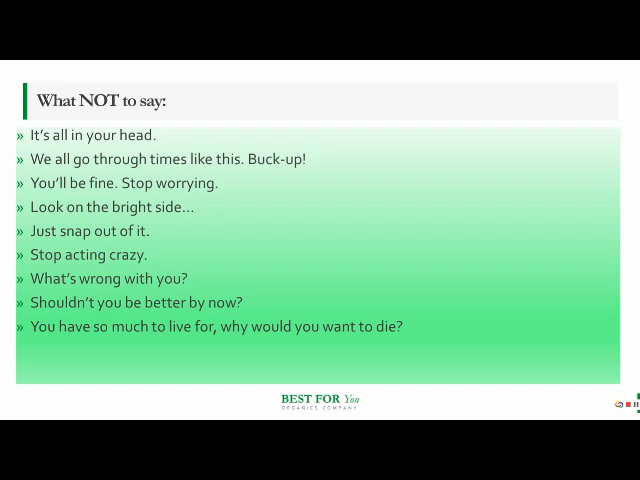 What NOT to say:
» It's all in your head.
» We all go through times like this. Buck-up!
» You'll be fine. Stop worrying.
» Look on the bright side...
» Just snap out of it.
» Stop acting crazy.
» What's wrong with you?
» Shouldn't you be better by now?
» You have so much to live for, why would you want to die?
BEST FOR You
ORGANICS COMPANY